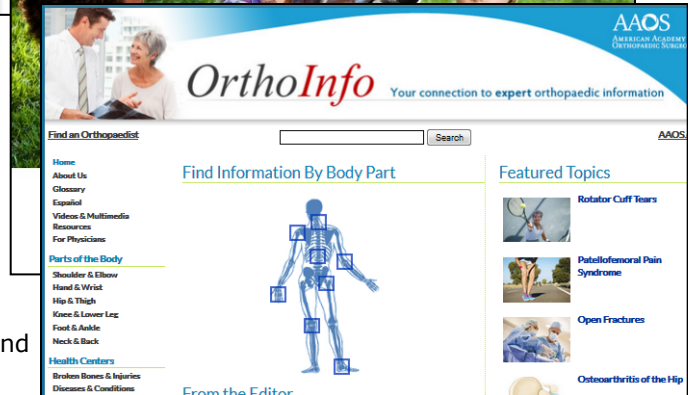 AAOS
AMERICAN ACADEMY
ORTHOPAEDIC
OrthoInfo
Your connection to expert orthopaedic information
Find an Orthopaedist
Search
AAOS.
Home
About Us
Glossary
Español
Videos & Multimedia
Resources
For Physicians
Parts of the Body
Shoulder & Elbow
Hand & Wrist
Hip & Thigh
Knee & Lower Leg
Foot & Ankle
Neck & Back
Health Centers
Broken Bones & Injuries
Diseases & Conditions
Find Information By Body Part
From the Editor
Featured Topics
Rotator Cuff Tears
Patellofemoral Pain
Syndrome
Open Fractures
Osteoarthritis of the Hip
nd